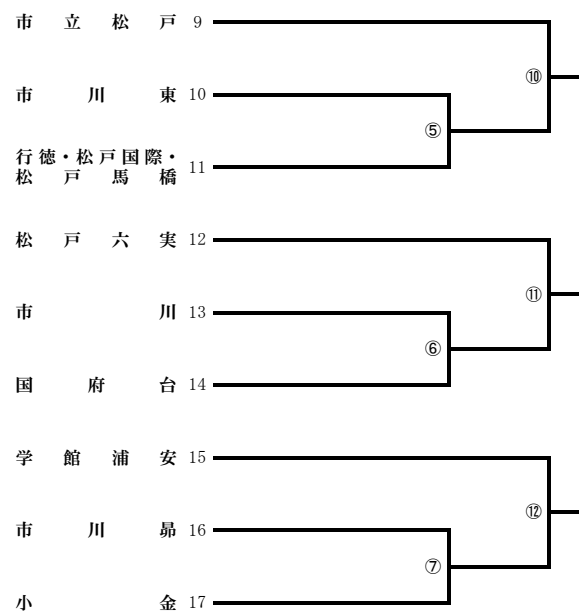 市立松戸 9
⑩
市川東 10
⑤
行徳・松戸国際・
松戸馬橋 11
松戸六実 12
⑪
市川 13
⑥
国府台 14
学館浦安 15
⑫
市川昴 16
⑦
小金 17